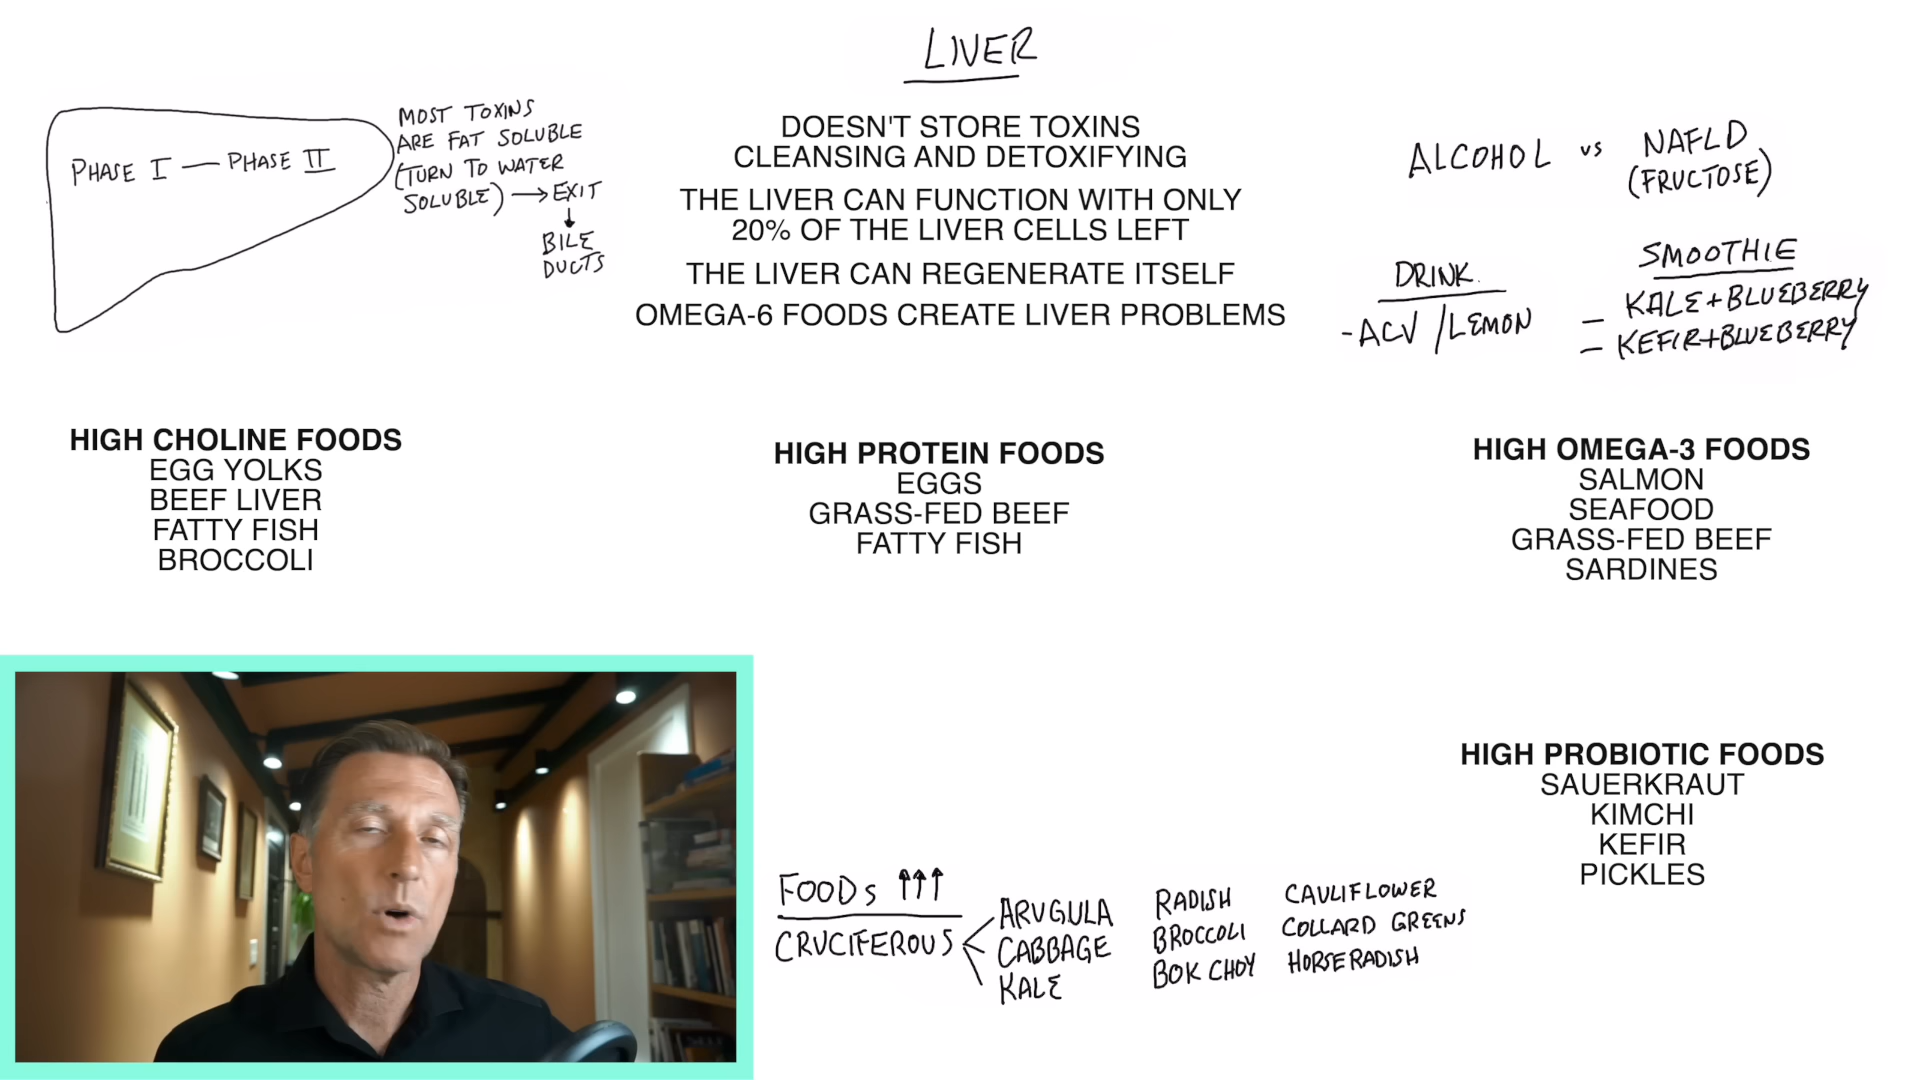 LIVER
PHASE I — PHASE II
MOST TOXINS
ARE FAT SOLUBLE
(TURN TO WATER
SOLUBLE) → EXIT
↓
BILE
DUCTS
DOESN'T STORE TOXINS
CLEANSING AND DETOXIFYING
THE LIVER CAN FUNCTION WITH ONLY
20% OF THE LIVER CELLS LEFT
THE LIVER CAN REGENERATE ITSELF
OMEGA-6 FOODS CREATE LIVER PROBLEMS
ALCOHOL vs NAFLD
(FRUCTOSE)
DRINK
- ACV / LEMON
SMOOTHIE
- KALE + BLUEBERRY
- KEFIR + BLUEBERRY
HIGH CHOLINE FOODS
EGG YOLKS
BEEF LIVER
FATTY FISH
BROCCOLI
HIGH PROTEIN FOODS
EGGS
GRASS-FED BEEF
FATTY FISH
HIGH OMEGA-3 FOODS
SALMON
SEAFOOD
GRASS-FED BEEF
SARDINES
HIGH PROBIOTIC FOODS
SAUERKRAUT
KIMCHI
KEFIR
PICKLES
FOODS ↑↑↑
CRUCIFEROUS
ARUGULA
CABBAGE
KALE
RADISH
BROCCOLI
BOK CHOY
CAULIFLOWER
COLLARD GREENS
HORSERADISH